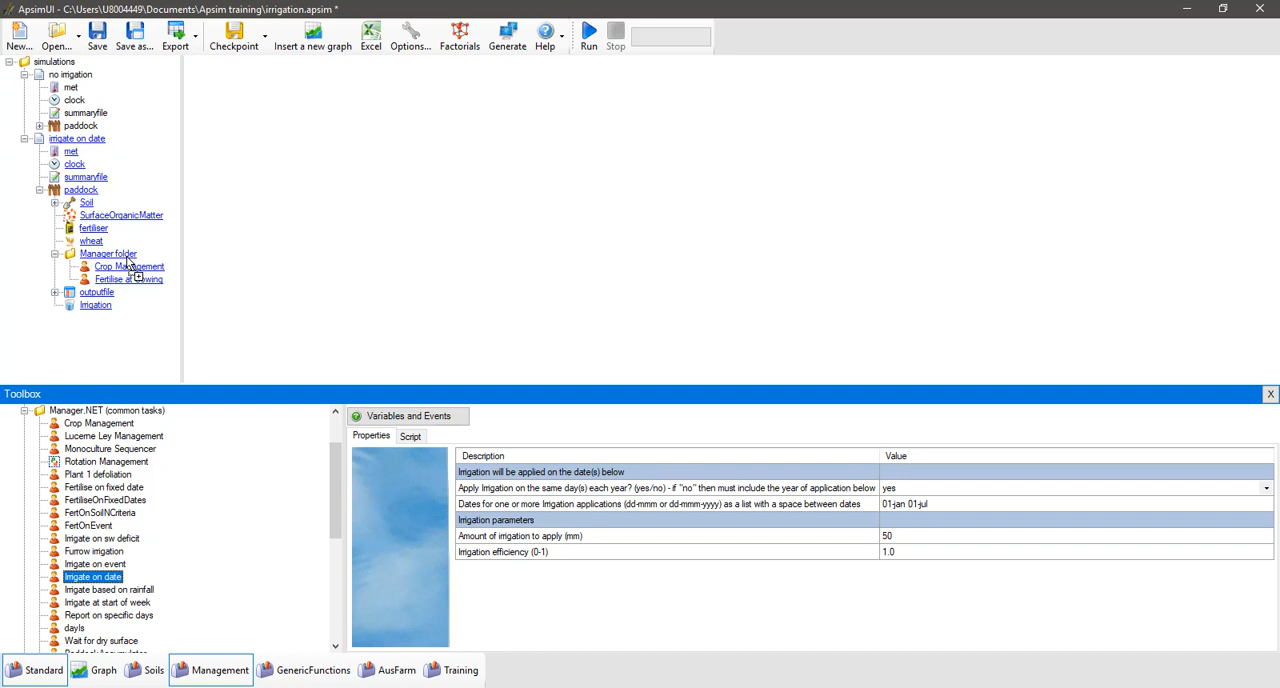 ApsimUI - C:\Users\U8004449\Documents\Apsim training\irrigation.apsim *
New... Open... Save Save as... Export Checkpoint Insert a new graph Excel Options... Factorials Generate Help Run Stop
simulations
no irrigation
met
clock
summaryfile
paddock
irrigate on date
met
clock
summaryfile
paddock
Soil
SurfaceOrganicMatter
fertiliser
wheat
Manager folder
Crop Management
Fertilise at sowing
outputfile
Irrigation
Toolbox X
Manager.NET (common tasks)
Crop Management
Lucerne Ley Management
Monoculture Sequencer
Rotation Management
Plant 1 defoliation
Fertilise on fixed date
FertiliseOnFixedDates
FertOnSoilNCriteria
FertOnEvent
Irrigate on sw deficit
Furrow irrigation
Irrigate on event
Irrigate on date
Irrigate based on rainfall
Irrigate at start of week
Report on specific days
dayIs
Wait for dry surface
Paddock Accumulator
Variables and Events
Properties Script
Description Value
Irrigation will be applied on the date(s) below
Apply Irrigation on the same day(s) each year? (yes/no) - if "no" then must include the year of application below yes
Dates for one or more Irrigation applications (dd-mmm or dd-mmm-yyyy) as a list with a space between dates 01-jan 01-jul
Irrigation parameters
Amount of irrigation to apply (mm) 50
Irrigation efficiency (0-1) 1.0
Standard Graph Soils Management GenericFunctions AusFarm Training